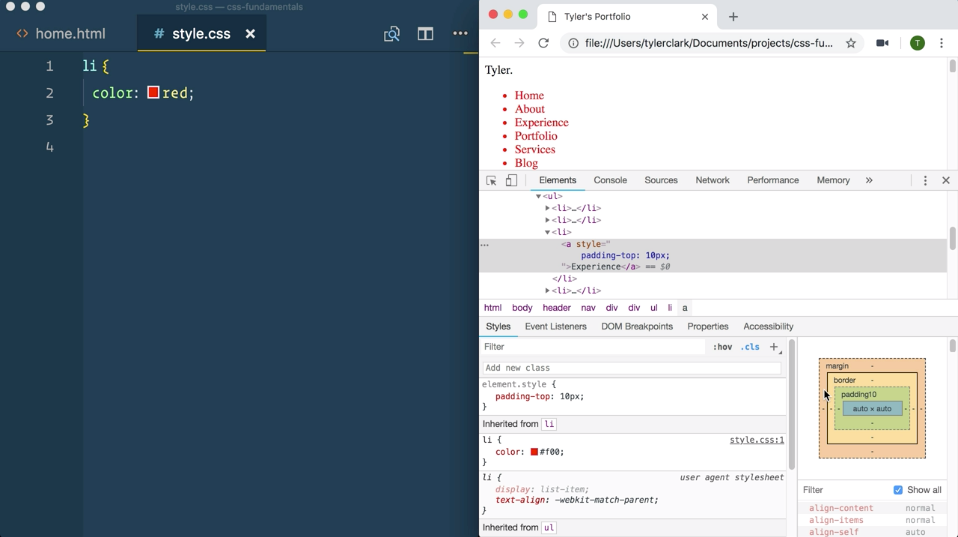 style.css — css-fundamentals
home.html
# style.css ×
1 li {
2 color: red;
3 }
4
Tyler's Portfolio
file:///Users/tylerclark/Documents/projects/css-fu...
T
Tyler.
Home
About
Experience
Portfolio
Services
Blog
Elements Console Sources Network Performance Memory »
<ul>
<li>…</li>
<li>…</li>
<li>
<a style="
padding-top: 10px;
">Experience</a> == $0
</li>
<li>…</li>
html body header nav div div ul li a
Styles Event Listeners DOM Breakpoints Properties Accessibility
Filter :hov .cls +
Add new class
element.style {
padding-top: 10px;
}
Inherited from li
li { style.css:1
color: #f00;
}
li { user agent stylesheet
display: list-item;
text-align: -webkit-match-parent;
}
Inherited from ul
margin -
border -
padding10
- - - auto × auto - - -
-
-
-
Filter Show all
align-content normal
align-items normal
align-self auto